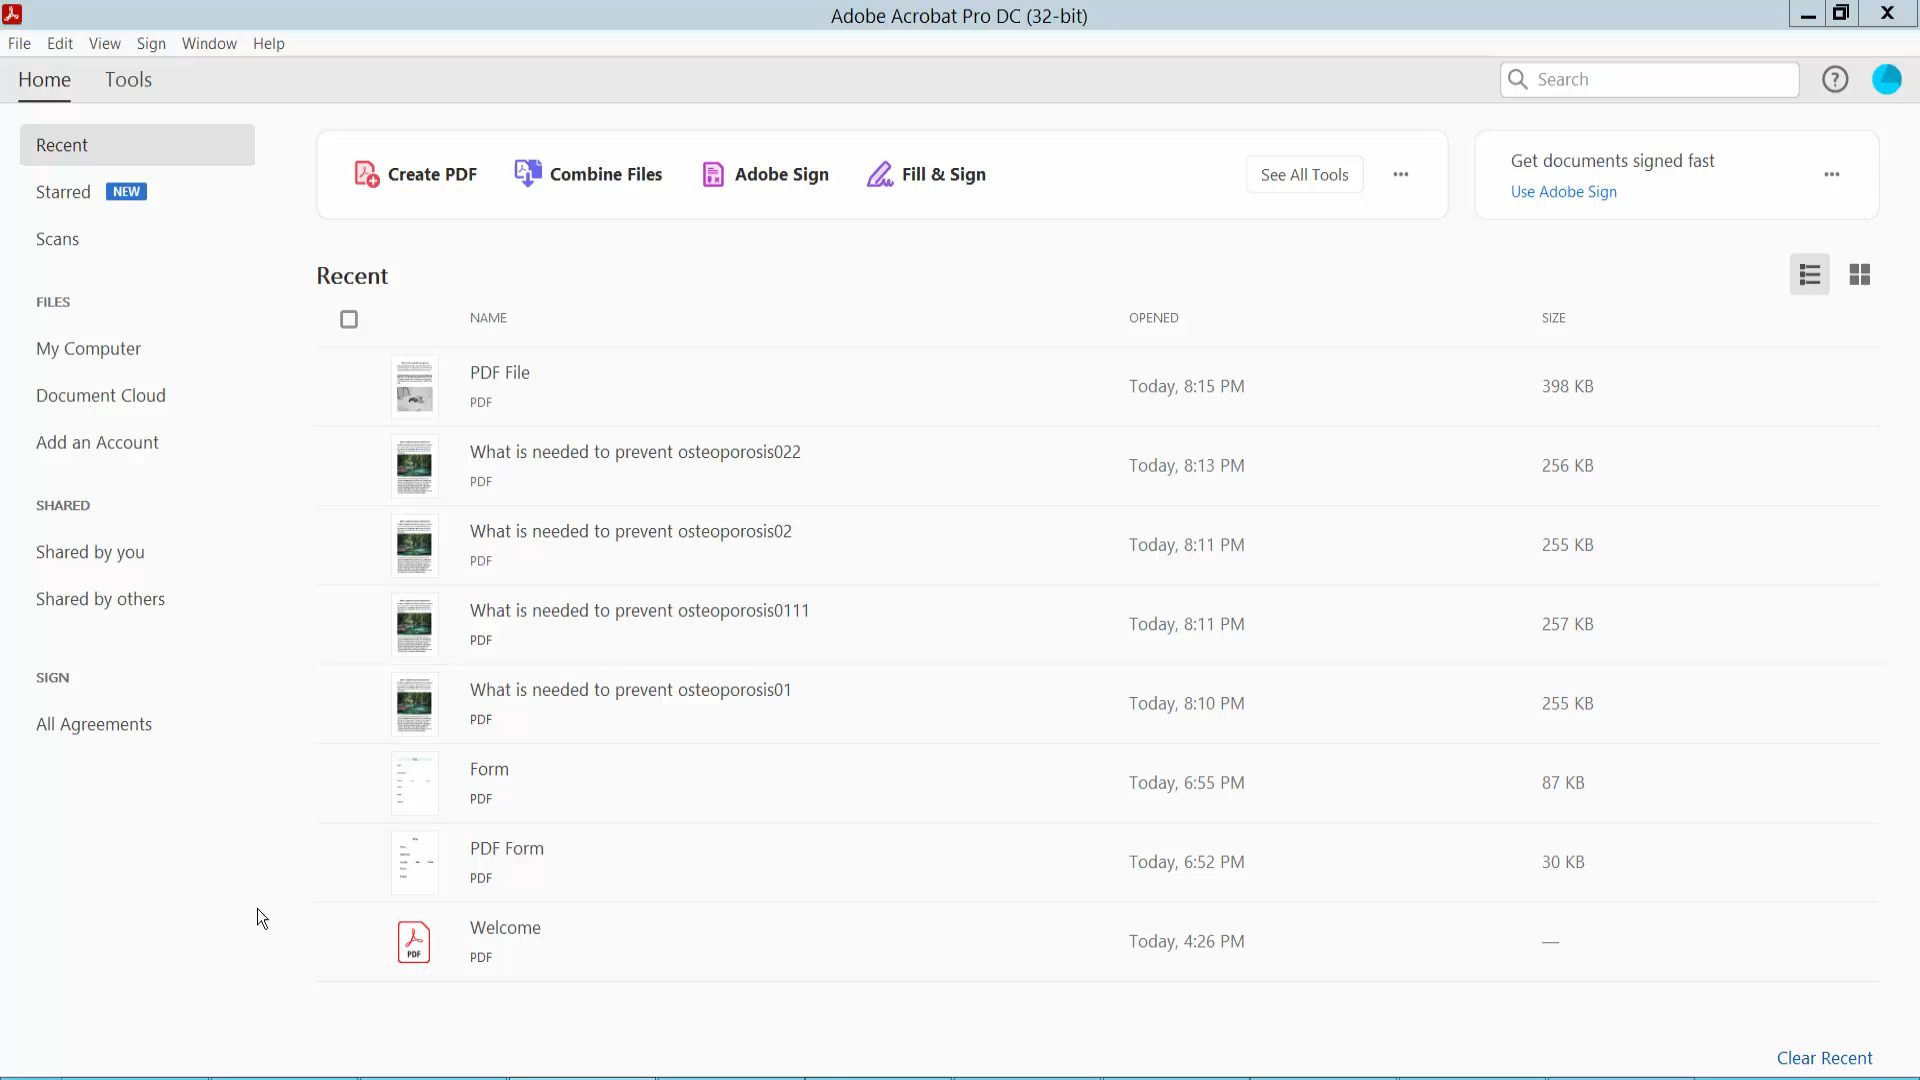 Adobe Acrobat Pro DC (32-bit)
File Edit View Sign Window Help
Home Tools
Search
Recent
Starred NEW
Scans
FILES
My Computer
Document Cloud
Add an Account
SHARED
Shared by you
Shared by others
SIGN
All Agreements
Create PDF Combine Files Adobe Sign Fill & Sign See All Tools
Get documents signed fast
Use Adobe Sign
Recent
NAME OPENED SIZE
PDF File
PDF
Today, 8:15 PM 398 KB
What is needed to prevent osteoporosis022
PDF
Today, 8:13 PM 256 KB
What is needed to prevent osteoporosis02
PDF
Today, 8:11 PM 255 KB
What is needed to prevent osteoporosis0111
PDF
Today, 8:11 PM 257 KB
What is needed to prevent osteoporosis01
PDF
Today, 8:10 PM 255 KB
Form
PDF
Today, 6:55 PM 87 KB
PDF Form
PDF
Today, 6:52 PM 30 KB
PDF
Welcome
PDF
Today, 4:26 PM —
Clear Recent